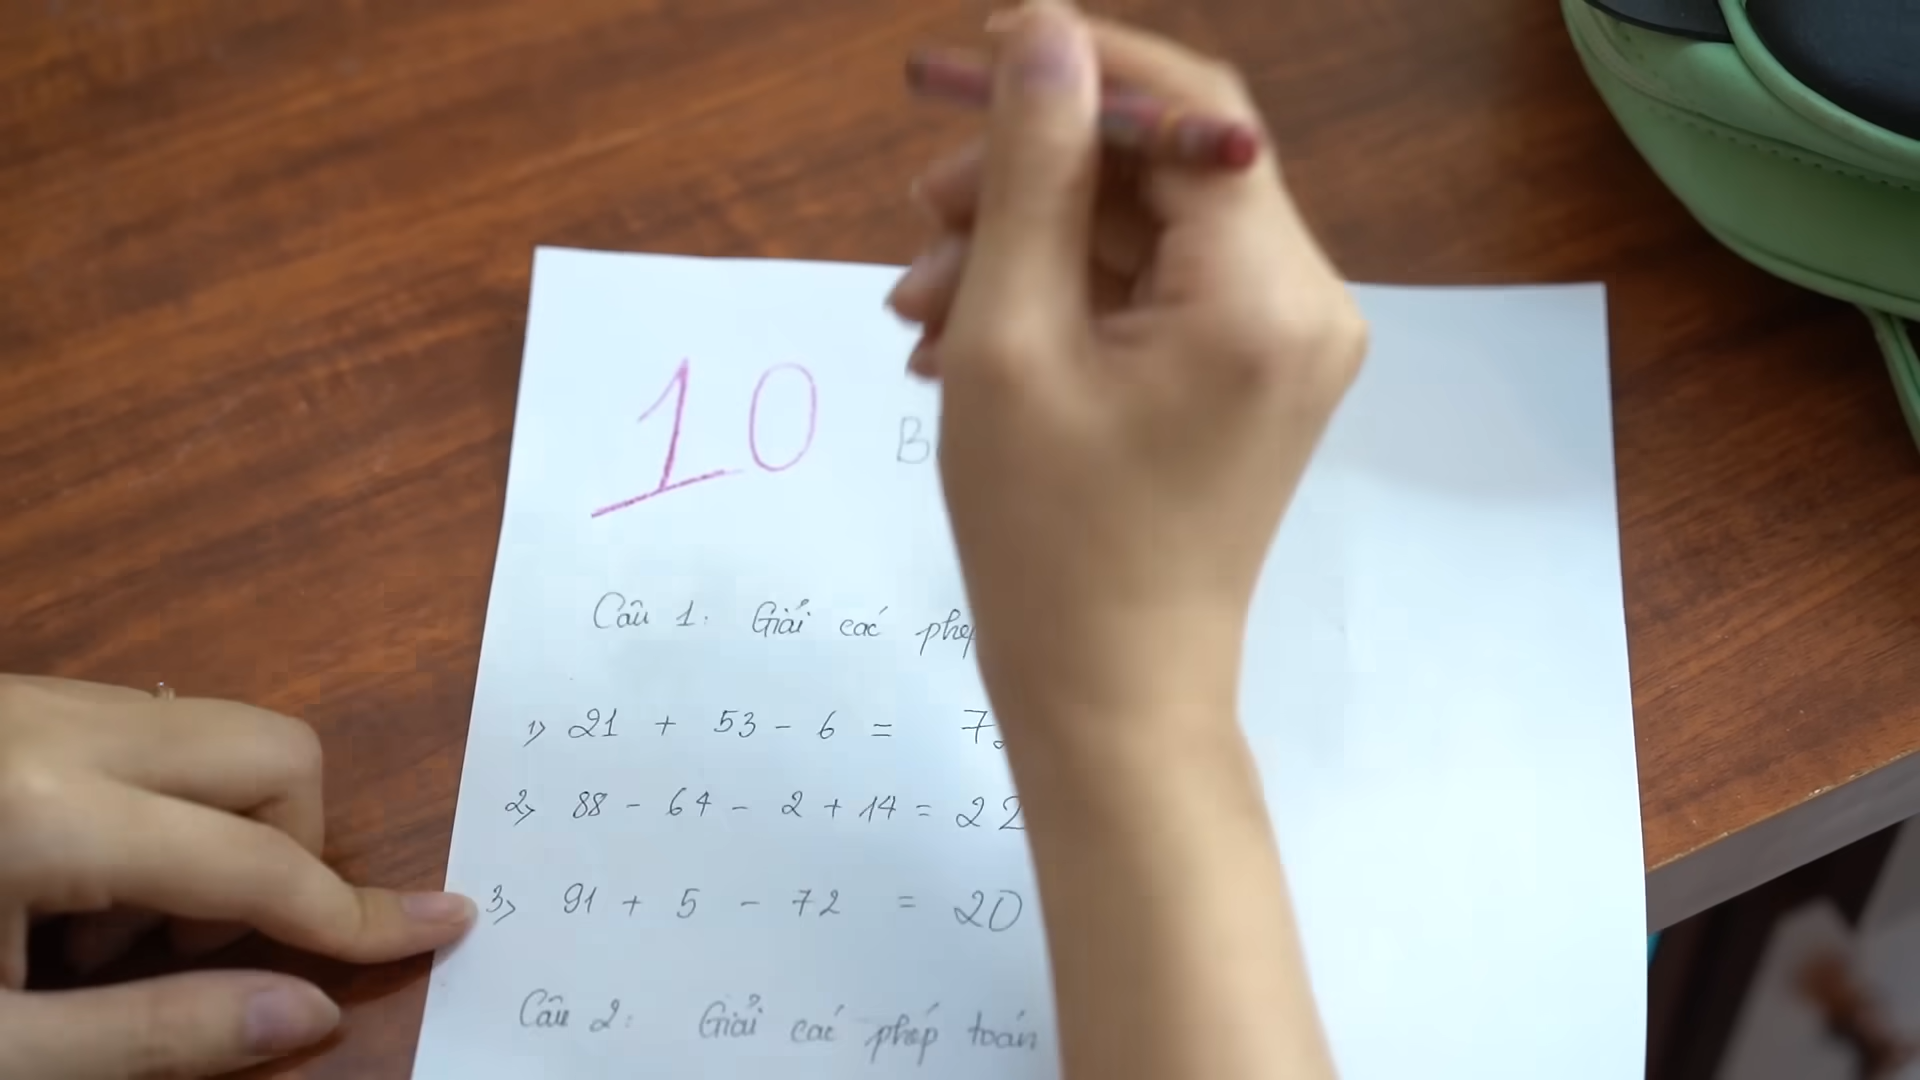 10
Câu 1: Giải các
1) 21 + 53 - 6 =
2) 88 - 64 - 2 + 14 = 22
3) 91 + 5 - 72 = 20
Câu 2: Giải các phép toán